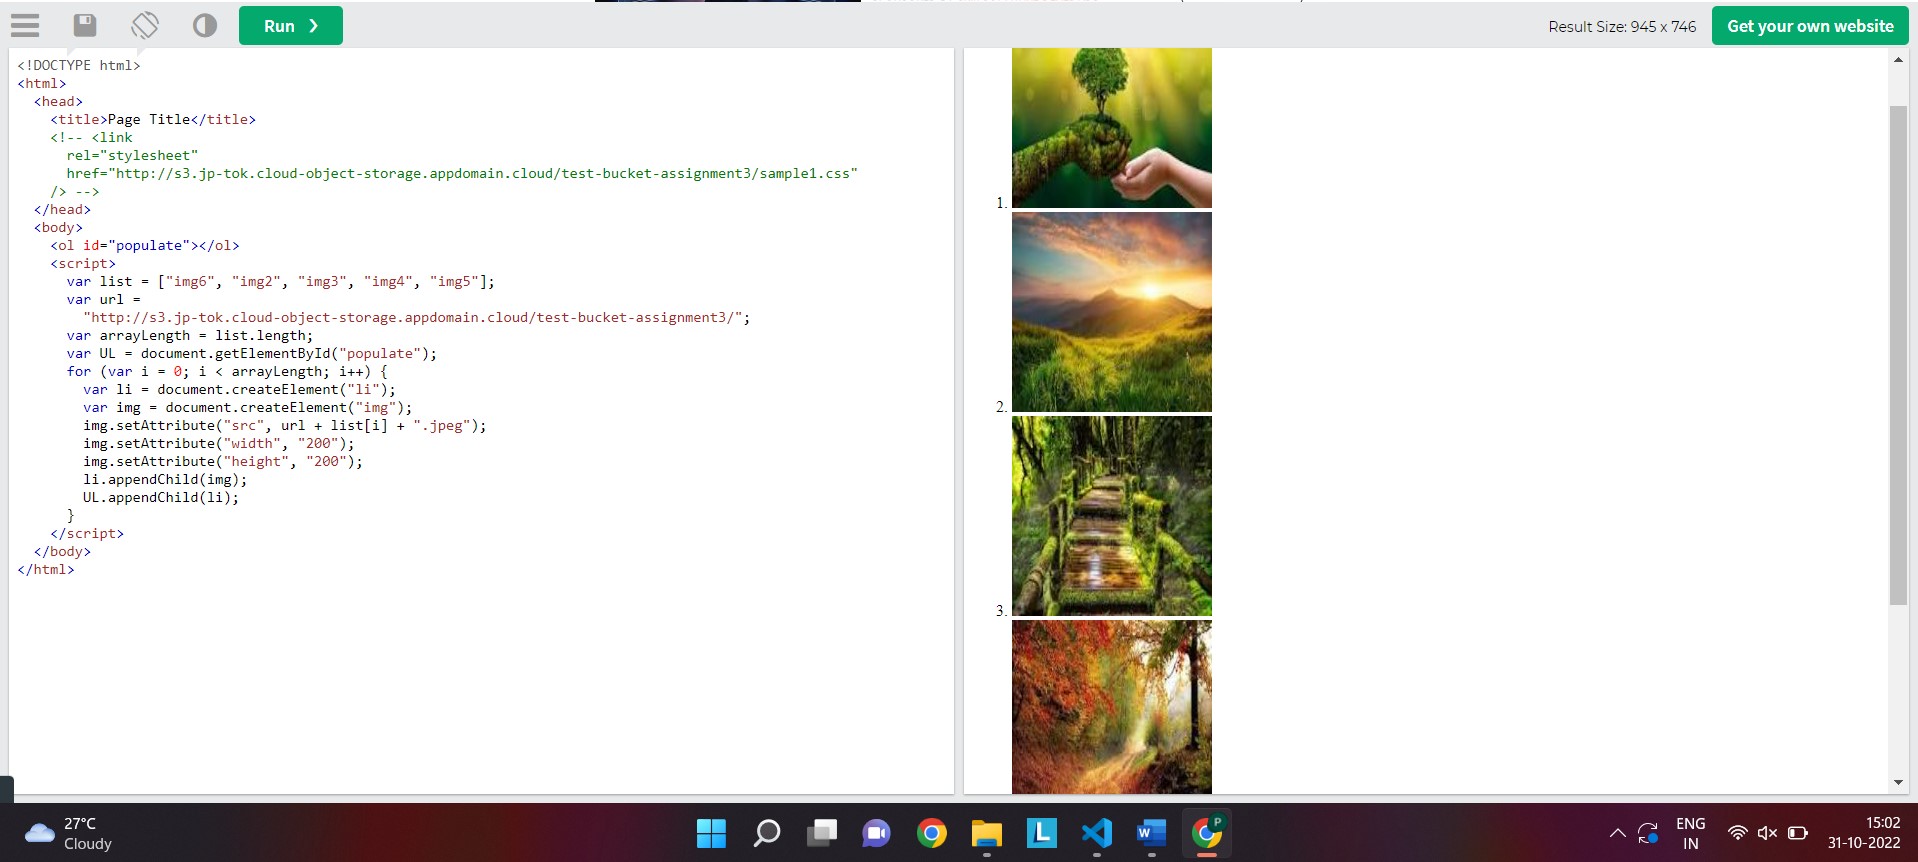 Run ❯
Result Size: 945 x 746
Get your own website
<!DOCTYPE html>
<html>
  <head>
    <title>Page Title</title>
    <!-- <link
      rel="stylesheet"
      href="http://s3.jp-tok.cloud-object-storage.appdomain.cloud/test-bucket-assignment3/sample1.css"
    /> -->
  </head>
  <body>
    <ol id="populate"></ol>
    <script>
      var list = ["img6", "img2", "img3", "img4", "img5"];
      var url =
        "http://s3.jp-tok.cloud-object-storage.appdomain.cloud/test-bucket-assignment3/";
      var arrayLength = list.length;
      var UL = document.getElementById("populate");
      for (var i = 0; i < arrayLength; i++) {
        var li = document.createElement("li");
        var img = document.createElement("img");
        img.setAttribute("src", url + list[i] + ".jpeg");
        img.setAttribute("width", "200");
        img.setAttribute("height", "200");
        li.appendChild(img);
        UL.appendChild(li);
      }
    </script>
  </body>
</html>
1.
2.
3.
27°C
Cloudy
L
W
P
ENG
IN
15:02
31-10-2022